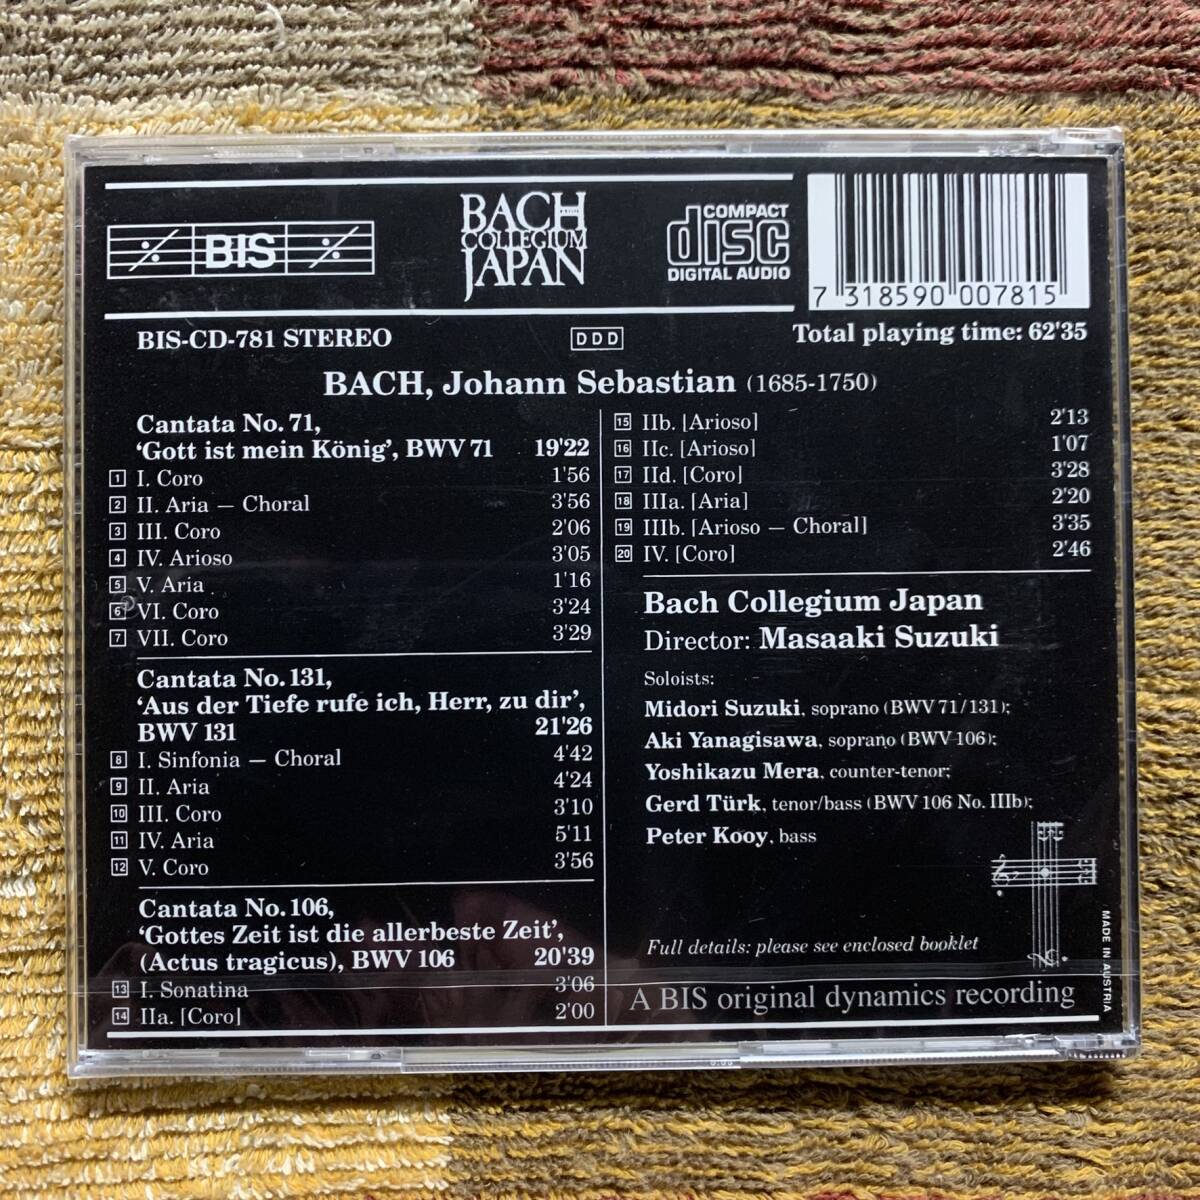 BIS
BACH
COLLEGIUM
JAPAN
COMPACT
disc
DIGITAL AUDIO
7 318590 007815
BIS-CD-781 STEREO
DDD
Total playing time: 62'35
BACH, Johann Sebastian (1685-1750)
Cantata No. 71,
‘Gott ist mein König’, BWV 71 19'22
1 I. Coro 1'56
2 II. Aria — Choral 3'56
3 III. Coro 2'06
4 IV. Arioso 3'05
5 V. Aria 1'16
6 VI. Coro 3'24
7 VII. Coro 3'29
Cantata No. 131,
‘Aus der Tiefe rufe ich, Herr, zu dir’,
BWV 131 21'26
8 I. Sinfonia — Choral 4'42
9 II. Aria 4'24
10 III. Coro 3'10
11 IV. Aria 5'11
12 V. Coro 3'56
Cantata No. 106,
‘Gottes Zeit ist die allerbeste Zeit’,
(Actus tragicus), BWV 106 20'39
13 I. Sonatina 3'06
14 IIa. [Coro] 2'00
15 IIb. [Arioso] 2'13
16 IIc. [Arioso] 1'07
17 IId. [Coro] 3'28
18 IIIa. [Aria] 2'20
19 IIIb. [Arioso — Choral] 3'35
20 IV. [Coro] 2'46
Bach Collegium Japan
Director: Masaaki Suzuki
Soloists:
Midori Suzuki, soprano (BWV 71/131);
Aki Yanagisawa, soprano (BWV 106);
Yoshikazu Mera, counter-tenor;
Gerd Türk, tenor/bass (BWV 106 No. IIIb);
Peter Kooy, bass
Full details: please see enclosed booklet
A BIS original dynamics recording
MADE IN AUSTRIA